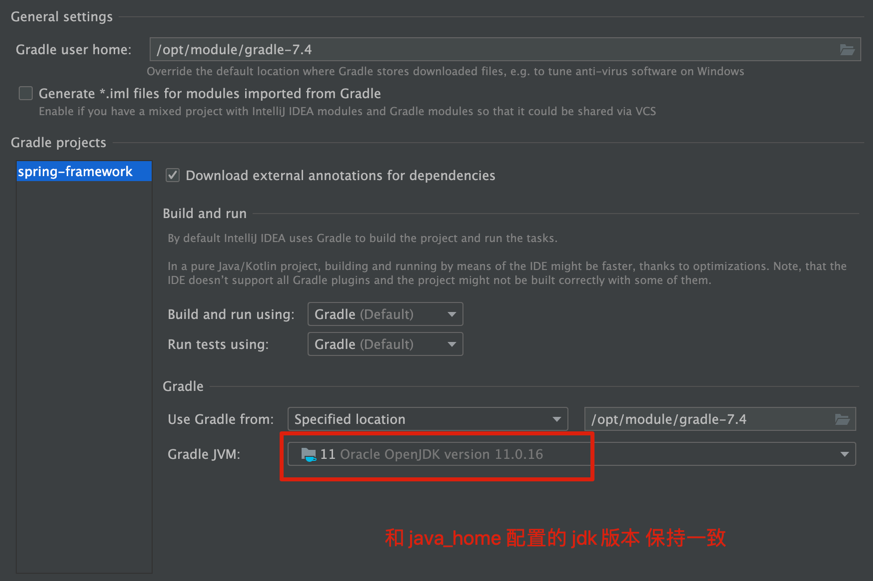 General settings
Gradle user home: /opt/module/gradle-7.4
Override the default location where Gradle stores downloaded files, e.g. to tune anti-virus software on Windows
Generate *.iml files for modules imported from Gradle
Enable if you have a mixed project with IntelliJ IDEA modules and Gradle modules so that it could be shared via VCS
Gradle projects
spring-framework
Download external annotations for dependencies
Build and run
By default IntelliJ IDEA uses Gradle to build the project and run the tasks.
In a pure Java/Kotlin project, building and running by means of the IDE might be faster, thanks to optimizations. Note, that the
IDE doesn't support all Gradle plugins and the project might not be built correctly with some of them.
Build and run using: Gradle (Default)
Run tests using: Gradle (Default)
Gradle
Use Gradle from: Specified location /opt/module/gradle-7.4
Gradle JVM: 11 Oracle OpenJDK version 11.0.16
和 java_home 配置的 jdk 版本 保持一致